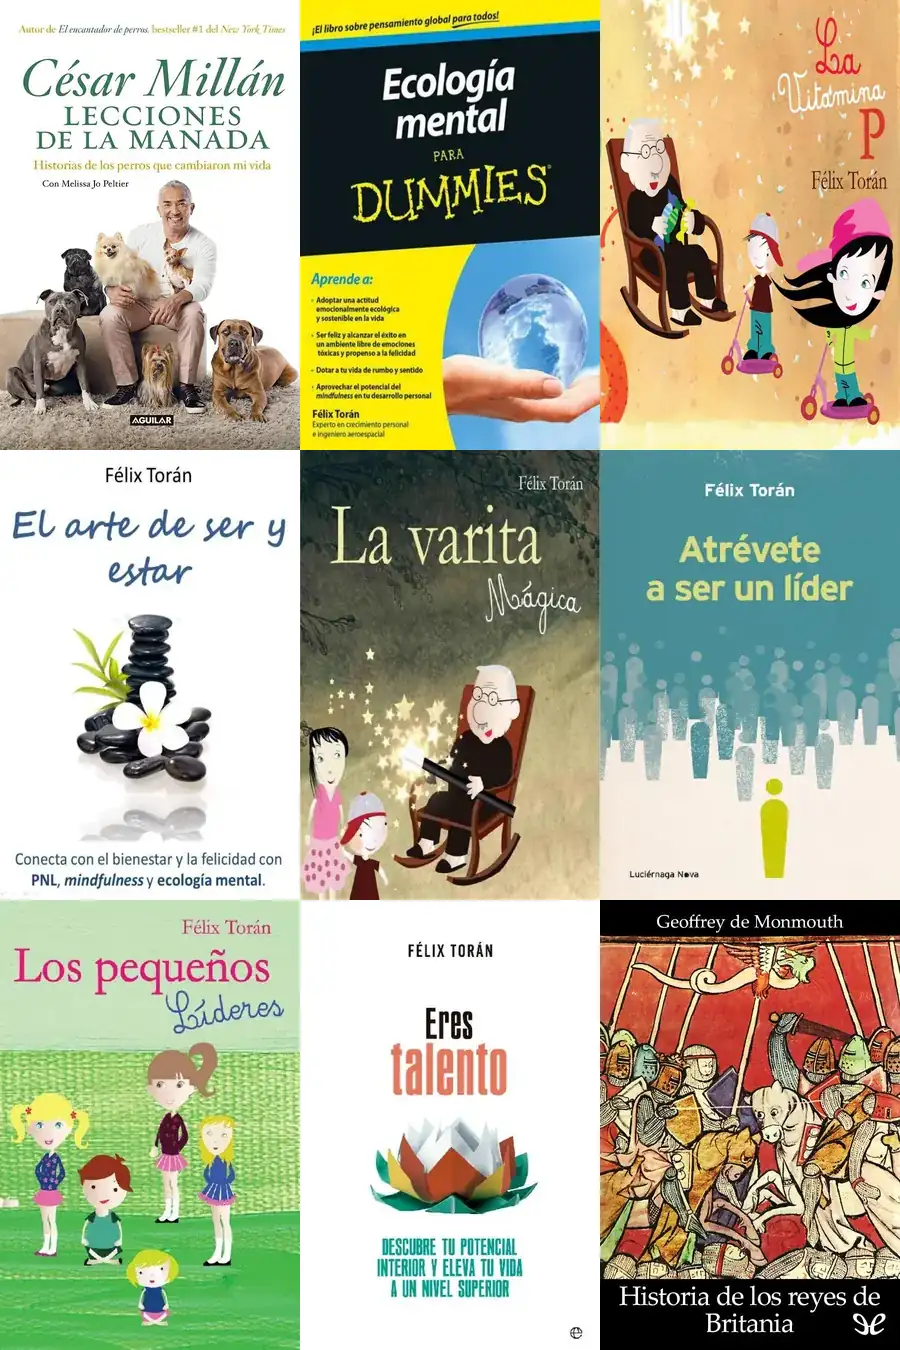 Autor de El encantador de perros, bestseller #1 del New York Times
César Millán
LECCIONES
DE LA MANADA
Historias de los perros que cambiaron mi vida
Con Melissa Jo Peltier
AGUILAR
¡El libro sobre pensamiento global para todos!
Ecología
mental
PARA
DUMMIES
Aprende a:
Adoptar una actitud
emocionalmente ecológica
y sostenible en la vida
Ser feliz y alcanzar el éxito en
un ambiente libre de emociones
tóxicas y propenso a la felicidad
Dotar a tu vida de rumbo y sentido
Aprovechar el potencial del
mindfulness en tu desarrollo personal
Félix Torán
Experto en crecimiento personal
e ingeniero aeroespacial
La
Vitamina
P
Félix Torán
Félix Torán
El arte de ser y
estar
Conecta con el bienestar y la felicidad con
PNL, mindfulness y ecología mental.
Félix Torán
La varita
Mágica
Félix Torán
Atrévete
a ser un líder
Luciérnaga Nova
Félix Torán
Los pequeños
Líderes
FÉLIX TORÁN
Eres
talento
DESCUBRE TU POTENCIAL
INTERIOR Y ELEVA TU VIDA
A UN NIVEL SUPERIOR
e
Geoffrey de Monmouth
Historia de los reyes de
Britania